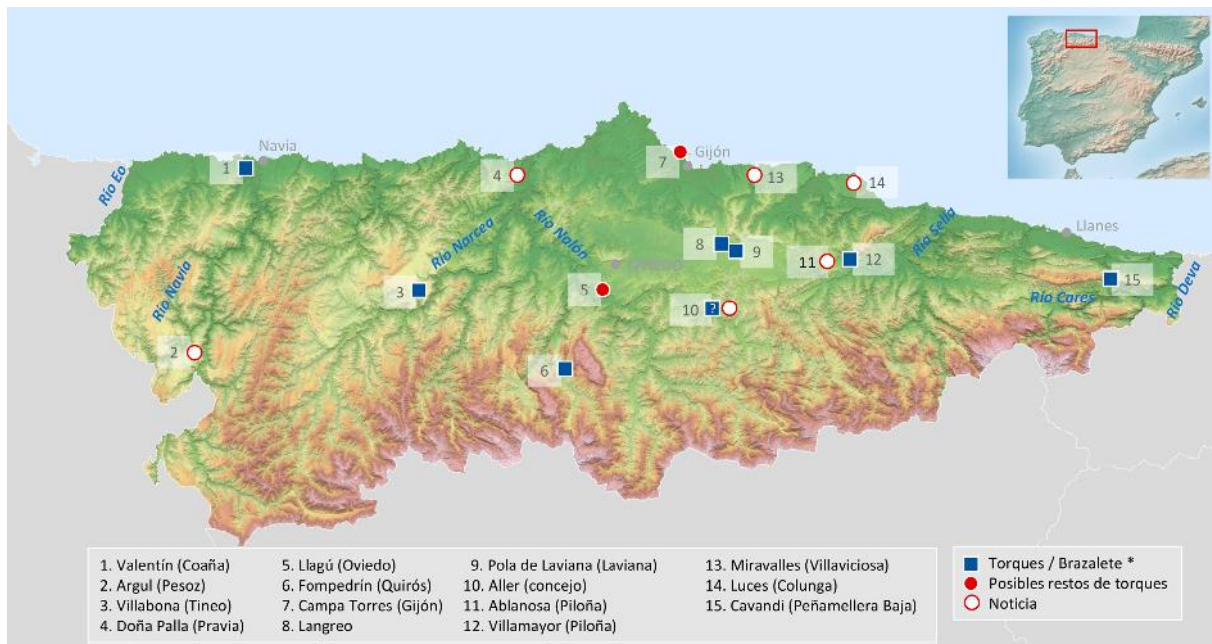 Navia
1
Río Eo
4
7
Gijón
13
14
Río Nalón
Río Narcea
8
9
Río Sella
Llanes
11
12
3
5
10
?
Río Navia
Río Cares
15
Río Deva
2
6
1. Valentín (Coaña)
2. Argul (Pesoz)
3. Villabona (Tineo)
4. Doña Palla (Pravia)
5. Llagú (Oviedo)
6. Fompedrín (Quirós)
7. Campa Torres (Gijón)
8. Langreo
9. Pola de Laviana (Laviana)
10. Aller (concejo)
11. Ablanosa (Piloña)
12. Villamayor (Piloña)
13. Miravalles (Villaviciosa)
14. Luces (Colunga)
15. Cavandi (Peñamellera Baja)
Torques / Brazalete *
Posibles restos de torques
Noticia